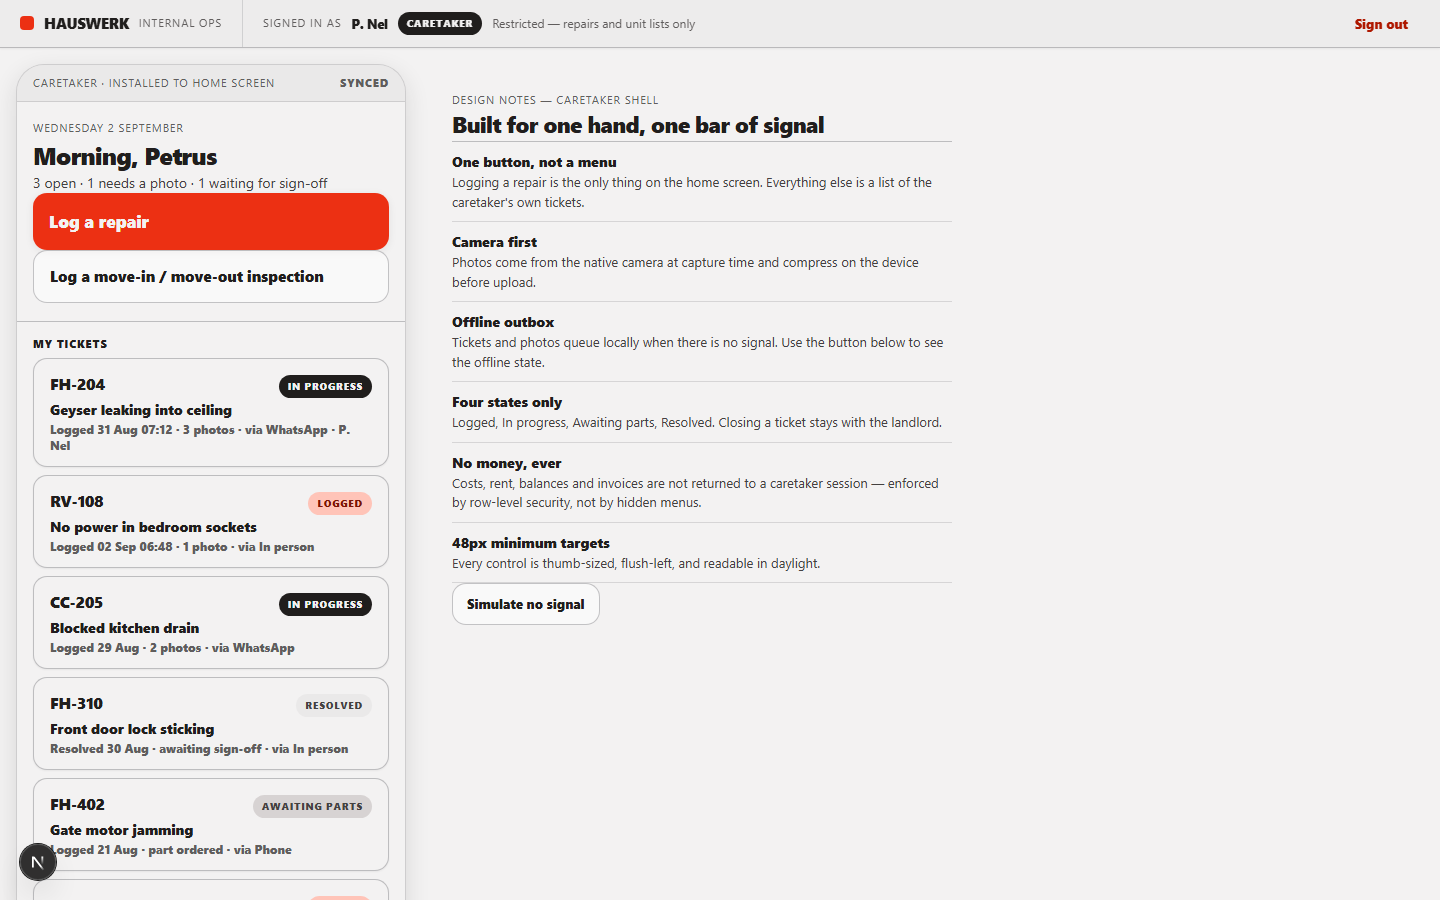 HAUSWERK INTERNAL OPS SIGNED IN AS P. Nel CARETAKER Restricted — repairs and unit lists only Sign out
CARETAKER · INSTALLED TO HOME SCREEN SYNCED
WEDNESDAY 2 SEPTEMBER
Morning, Petrus
3 open · 1 needs a photo · 1 waiting for sign-off
Log a repair
Log a move-in / move-out inspection
MY TICKETS
FH-204 IN PROGRESS
Geyser leaking into ceiling
Logged 31 Aug 07:12 · 3 photos · via WhatsApp · P.
Nel
RV-108 LOGGED
No power in bedroom sockets
Logged 02 Sep 06:48 · 1 photo · via In person
CC-205 IN PROGRESS
Blocked kitchen drain
Logged 29 Aug · 2 photos · via WhatsApp
FH-310 RESOLVED
Front door lock sticking
Resolved 30 Aug · awaiting sign-off · via In person
FH-402 AWAITING PARTS
Gate motor jamming
Logged 21 Aug · part ordered · via Phone
N
DESIGN NOTES — CARETAKER SHELL
Built for one hand, one bar of signal
One button, not a menu
Logging a repair is the only thing on the home screen. Everything else is a list of the
caretaker's own tickets.
Camera first
Photos come from the native camera at capture time and compress on the device
before upload.
Offline outbox
Tickets and photos queue locally when there is no signal. Use the button below to see
the offline state.
Four states only
Logged, In progress, Awaiting parts, Resolved. Closing a ticket stays with the landlord.
No money, ever
Costs, rent, balances and invoices are not returned to a caretaker session — enforced
by row-level security, not by hidden menus.
48px minimum targets
Every control is thumb-sized, flush-left, and readable in daylight.
Simulate no signal